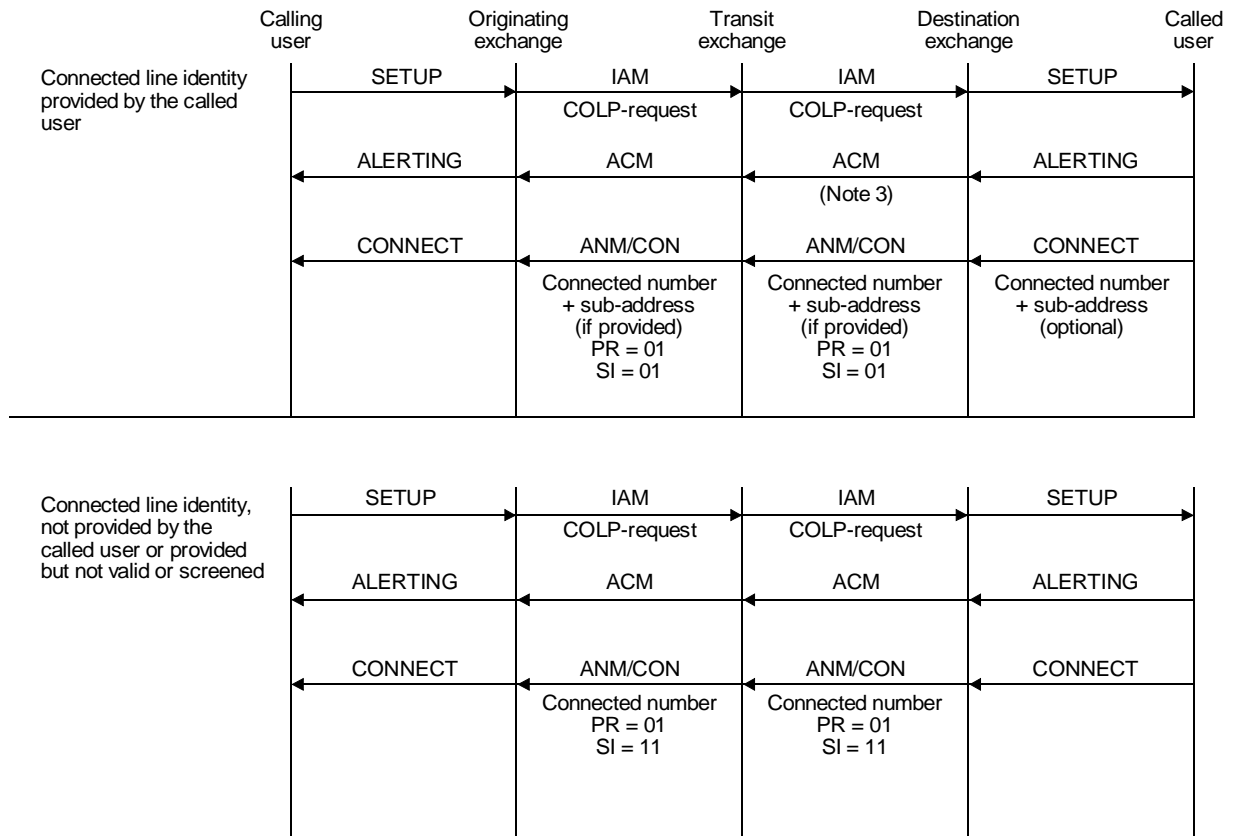 Calling
user
Originating
exchange
Transit
exchange
Destination
exchange
Called
user
Connected line identity
provided by the called
user
SETUP
IAM
IAM
SETUP
COLP-request
COLP-request
ALERTING
ACM
ACM
ALERTING
(Note 3)
CONNECT
ANM/CON
ANM/CON
CONNECT
Connected number
+ sub-address
(if provided)
PR = 01
SI = 01
Connected number
+ sub-address
(if provided)
PR = 01
SI = 01
Connected number
+ sub-address
(optional)
Connected line identity,
not provided by the
called user or provided
but not valid or screened
SETUP
IAM
IAM
SETUP
COLP-request
COLP-request
ALERTING
ACM
ACM
ALERTING
CONNECT
ANM/CON
ANM/CON
CONNECT
Connected number
PR = 01
SI = 11
Connected number
PR = 01
SI = 11